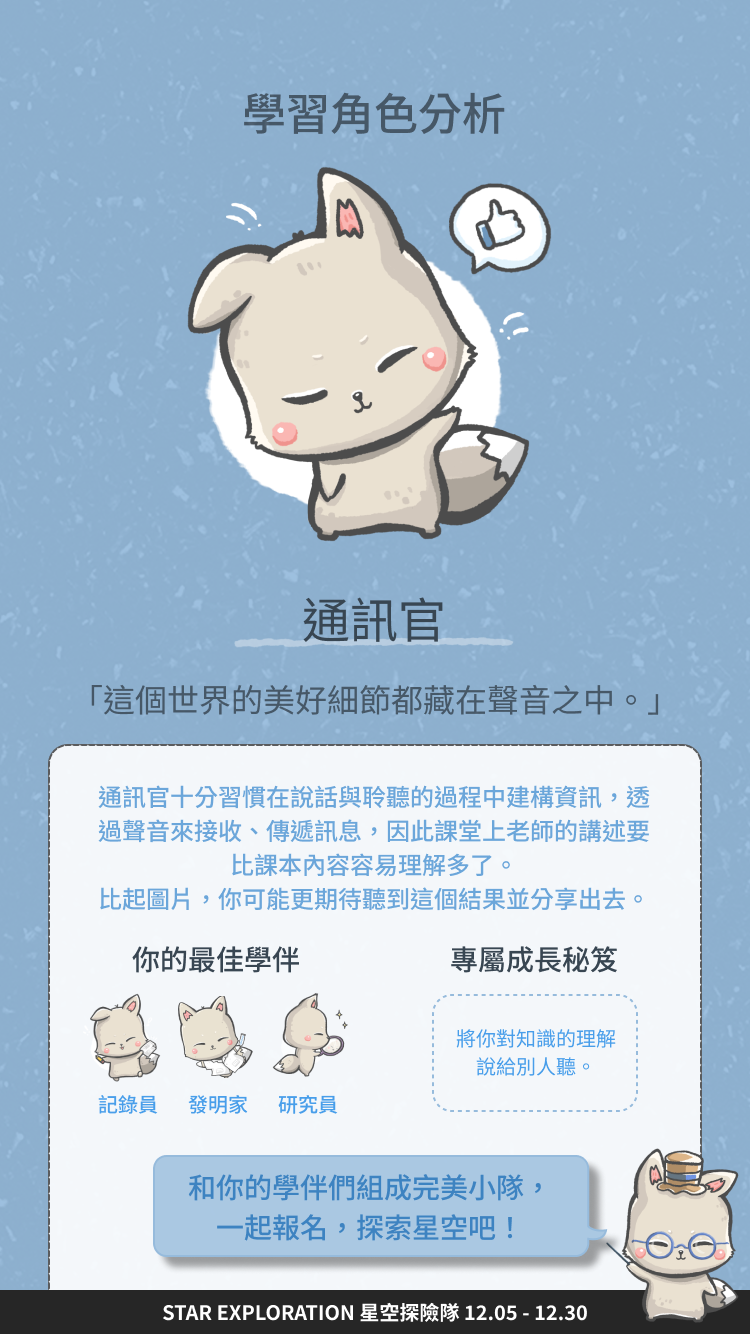 學習角色分析
通訊官
「這個世界的美好細節都藏在聲音之中。」
通訊官十分習慣在說話與聆聽的過程中建構資訊，透
過聲音來接收、傳遞訊息，因此課堂上老師的講述要
比課本內容容易理解多了。
比起圖片，你可能更期待聽到這個結果並分享出去。
你的最佳學伴
記錄員
發明家
研究員
專屬成長秘笈
將你對知識的理解
說給別人聽。
和你的學伴們組成完美小隊，
一起報名，探索星空吧！
STAR EXPLORATION 星空探險隊 12.05 - 12.30